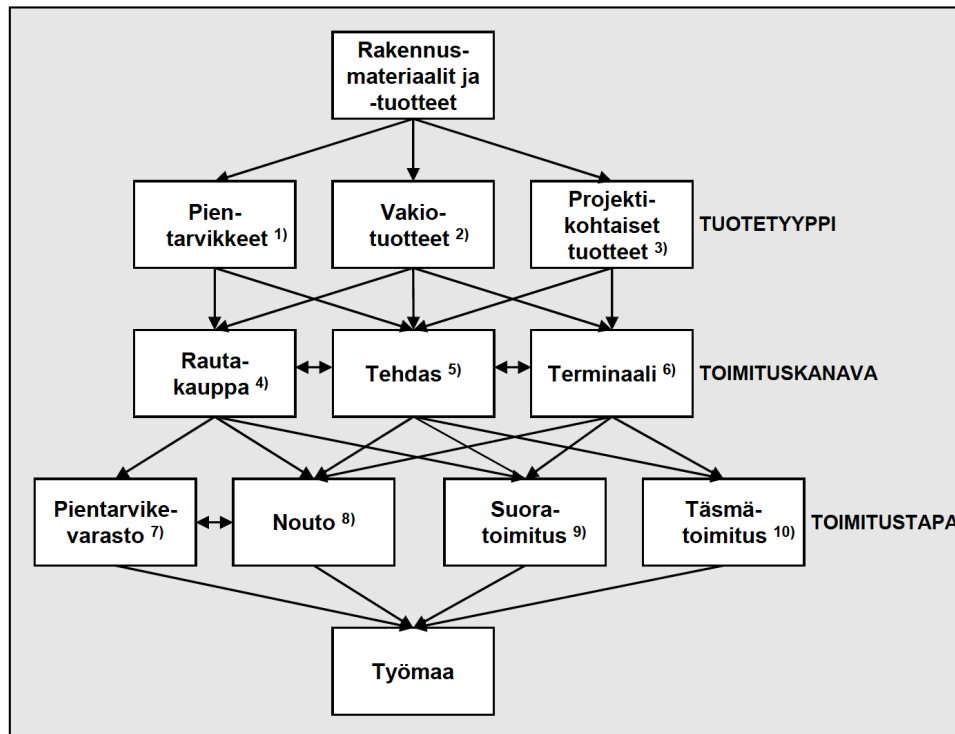 Rakennus-
materiaalit ja
-tuotteet
Pien-
tarvikkeet 1)
Vakio-
tuotteet 2)
Projekti-
kohtaiset
tuotteet 3)
TUOTETYYPPI
Rauta-
kauppa 4)
Tehdas 5)
Terminaali 6)
TOIMITUSKANAVA
Pientarvike-
varasto 7)
Nouto 8)
Suora-
toimitus 9)
Täsmä-
toimitus 10)
TOIMITUSTAPA
Työmaa